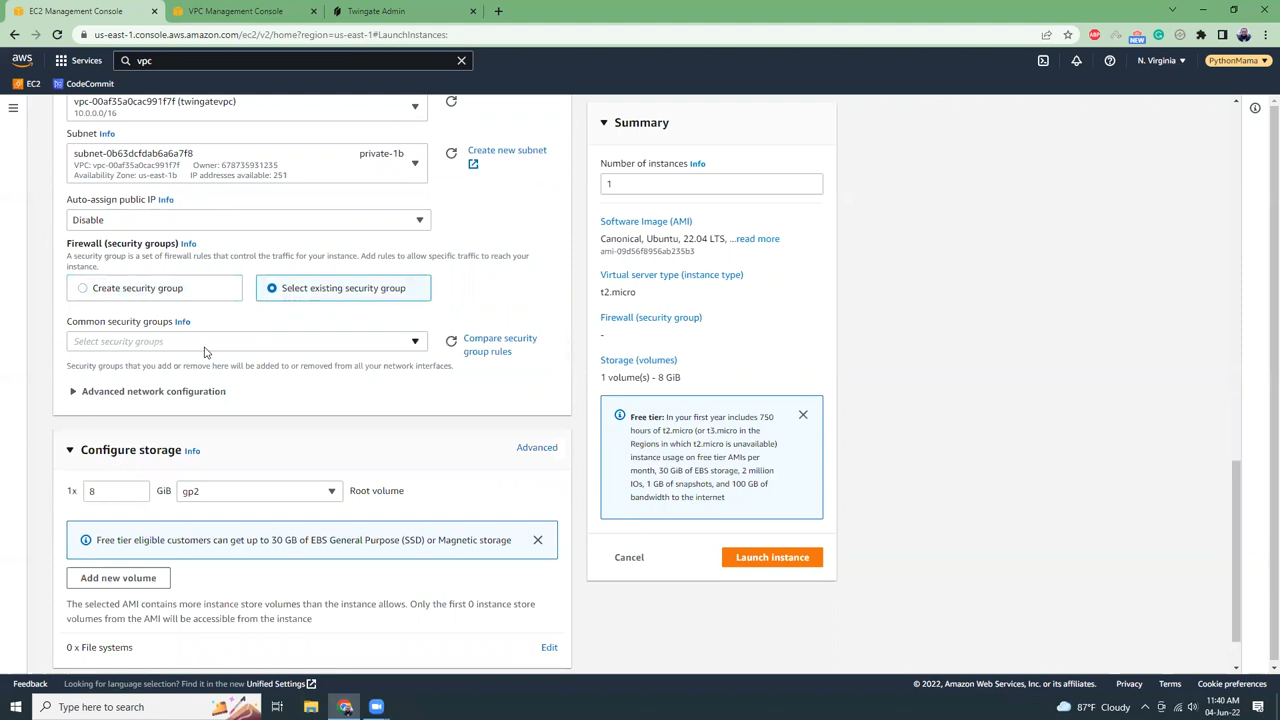 EC2 Management Console
VPC Management Console
Twingate Admin
us-east-1.console.aws.amazon.com/ec2/v2/home?region=us-east-1#LaunchInstances:
aws
Services
vpc
N. Virginia
PythonMama
EC2
CodeCommit
vpc-00af35a0cac991f7f (twingatevpc)
10.0.0.0/16
Subnet Info
subnet-0b63dcfdab6a6a7f8 private-1b
VPC: vpc-00af35a0cac991f7f Owner: 678735931235
Availability Zone: us-east-1b IP addresses available: 251
Create new subnet
Auto-assign public IP Info
Disable
Firewall (security groups) Info
A security group is a set of firewall rules that control the traffic for your instance. Add rules to allow specific traffic to reach your
instance.
Create security group
Select existing security group
Common security groups Info
Select security groups
Compare security
group rules
Security groups that you add or remove here will be added to or removed from all your network interfaces.
Advanced network configuration
Configure storage Info
Advanced
1x 8 GiB gp2 Root volume
Free tier eligible customers can get up to 30 GB of EBS General Purpose (SSD) or Magnetic storage
Add new volume
The selected AMI contains more instance store volumes than the instance allows. Only the first 0 instance store
volumes from the AMI will be accessible from the instance
0 x File systems
Edit
Summary
Number of instances Info
1
Software Image (AMI)
Canonical, Ubuntu, 22.04 LTS, ...read more
ami-09d56f8956ab235b3
Virtual server type (instance type)
t2.micro
Firewall (security group)
-
Storage (volumes)
1 volume(s) - 8 GiB
Free tier: In your first year includes 750
hours of t2.micro (or t3.micro in the
Regions in which t2.micro is unavailable)
instance usage on free tier AMIs per
month, 30 GiB of EBS storage, 2 million
IOs, 1 GB of snapshots, and 100 GB of
bandwidth to the internet
Cancel
Launch instance
Feedback
Looking for language selection? Find it in the new Unified Settings
© 2022, Amazon Web Services, Inc. or its affiliates.
Privacy
Terms
Cookie preferences
Type here to search
87°F Cloudy
11:40 AM
04-Jun-22